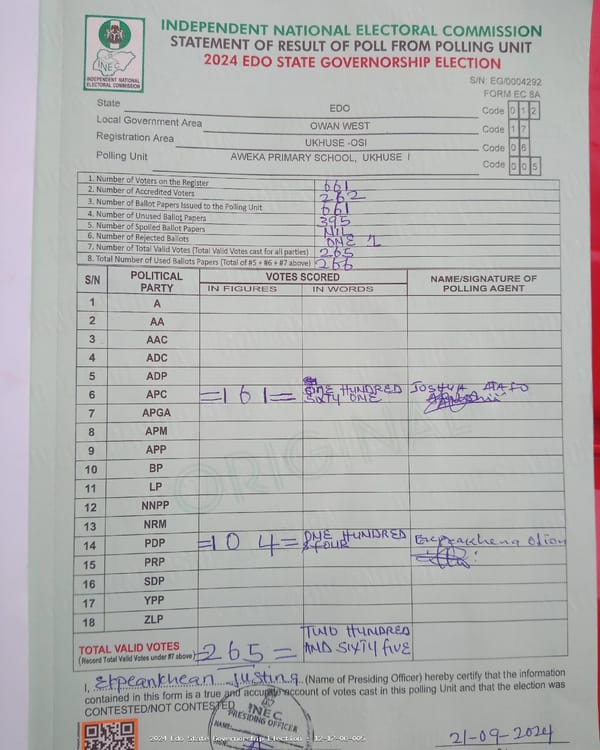 INEC
INDEPENDENT NATIONAL
ELECTORAL COMMISSION
INDEPENDENT NATIONAL ELECTORAL COMMISSION
STATEMENT OF RESULT OF POLL FROM POLLING UNIT
2024 EDO STATE GOVERNORSHIP ELECTION
S/N: EG/0004292
FORM EC 8A
State EDO Code 0 1 2
Local Government Area OWAN WEST Code 1 7
Registration Area UKHUSE -OSI Code 0 6
Polling Unit AWEKA PRIMARY SCHOOL, UKHUSE I Code 0 0 5
1. Number of Voters on the Register 661
2. Number of Accredited Voters 262
3. Number of Ballot Papers Issued to the Polling Unit 661
4. Number of Unused Ballot Papers 395
5. Number of Spoiled Ballot Papers NIL
6. Number of Rejected Ballots ONE 1
7. Number of Total Valid Votes (Total Valid Votes cast for all parties) 265
8. Total Number of Used Ballots Papers (Total of #5 + #6 + #7 above) 266
S/N POLITICAL PARTY VOTES SCORED NAME/SIGNATURE OF POLLING AGENT
IN FIGURES IN WORDS
1 A
2 AA
3 AAC
4 ADC
5 ADP
6 APC =161= ONE HUNDRED SIXTY ONE JOSHUA
7 APGA
8 APM
9 APP
10 BP
11 LP
12 NNPP
13 NRM
14 PDP =104= ONE HUNDRED & FOUR
15 PRP
16 SDP
17 YPP
18 ZLP
ORIGINAL
TOTAL VALID VOTES =265= TWO HUNDRED AND SIXTY FIVE
(Record Total Valid Votes under #7 above)
I, Justina (Name of Presiding Officer) hereby certify that the information
contained in this form is a true and accurate account of votes cast in this polling Unit and that the election was
CONTESTED/NOT CONTESTED
INEC
PRESIDING OFFICER
NAME:
21-09-2024
2024 Edo State Governorship Election - 12-17-06-005